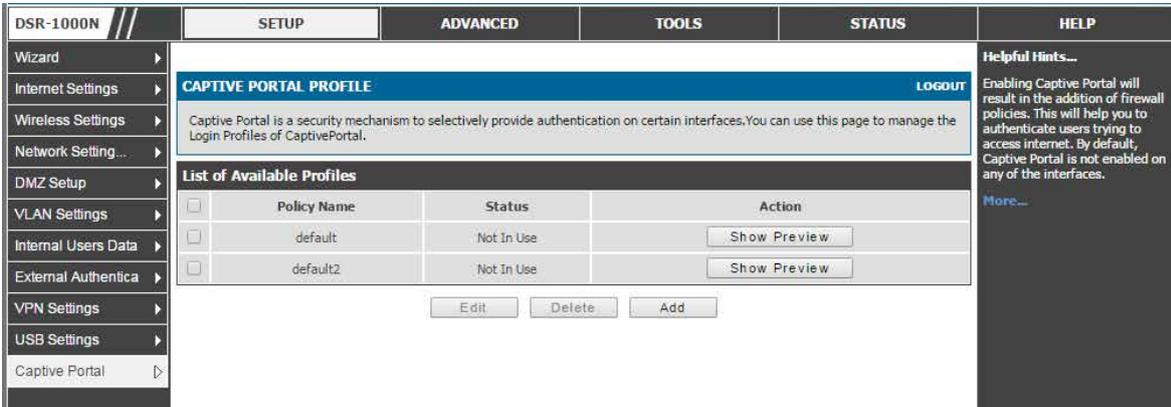 DSR-1000N
SETUP
ADVANCED
TOOLS
STATUS
HELP
Wizard
Internet Settings
Wireless Settings
Network Setting...
DMZ Setup
VLAN Settings
Internal Users Data
External Authentica
VPN Settings
USB Settings
Captive Portal
CAPTIVE PORTAL PROFILE
LOGOUT
Captive Portal is a security mechanism to selectively provide authentication on certain interfaces.You can use this page to manage the
Login Profiles of CaptivePortal.
List of Available Profiles
Policy Name Status Action
default Not In Use Show Preview
default2 Not In Use Show Preview
Edit Delete Add
Helpful Hints...
Enabling Captive Portal will
result in the addition of firewall
policies. This will help you to
authenticate users trying to
access internet. By default,
Captive Portal is not enabled on
any of the interfaces.
More...